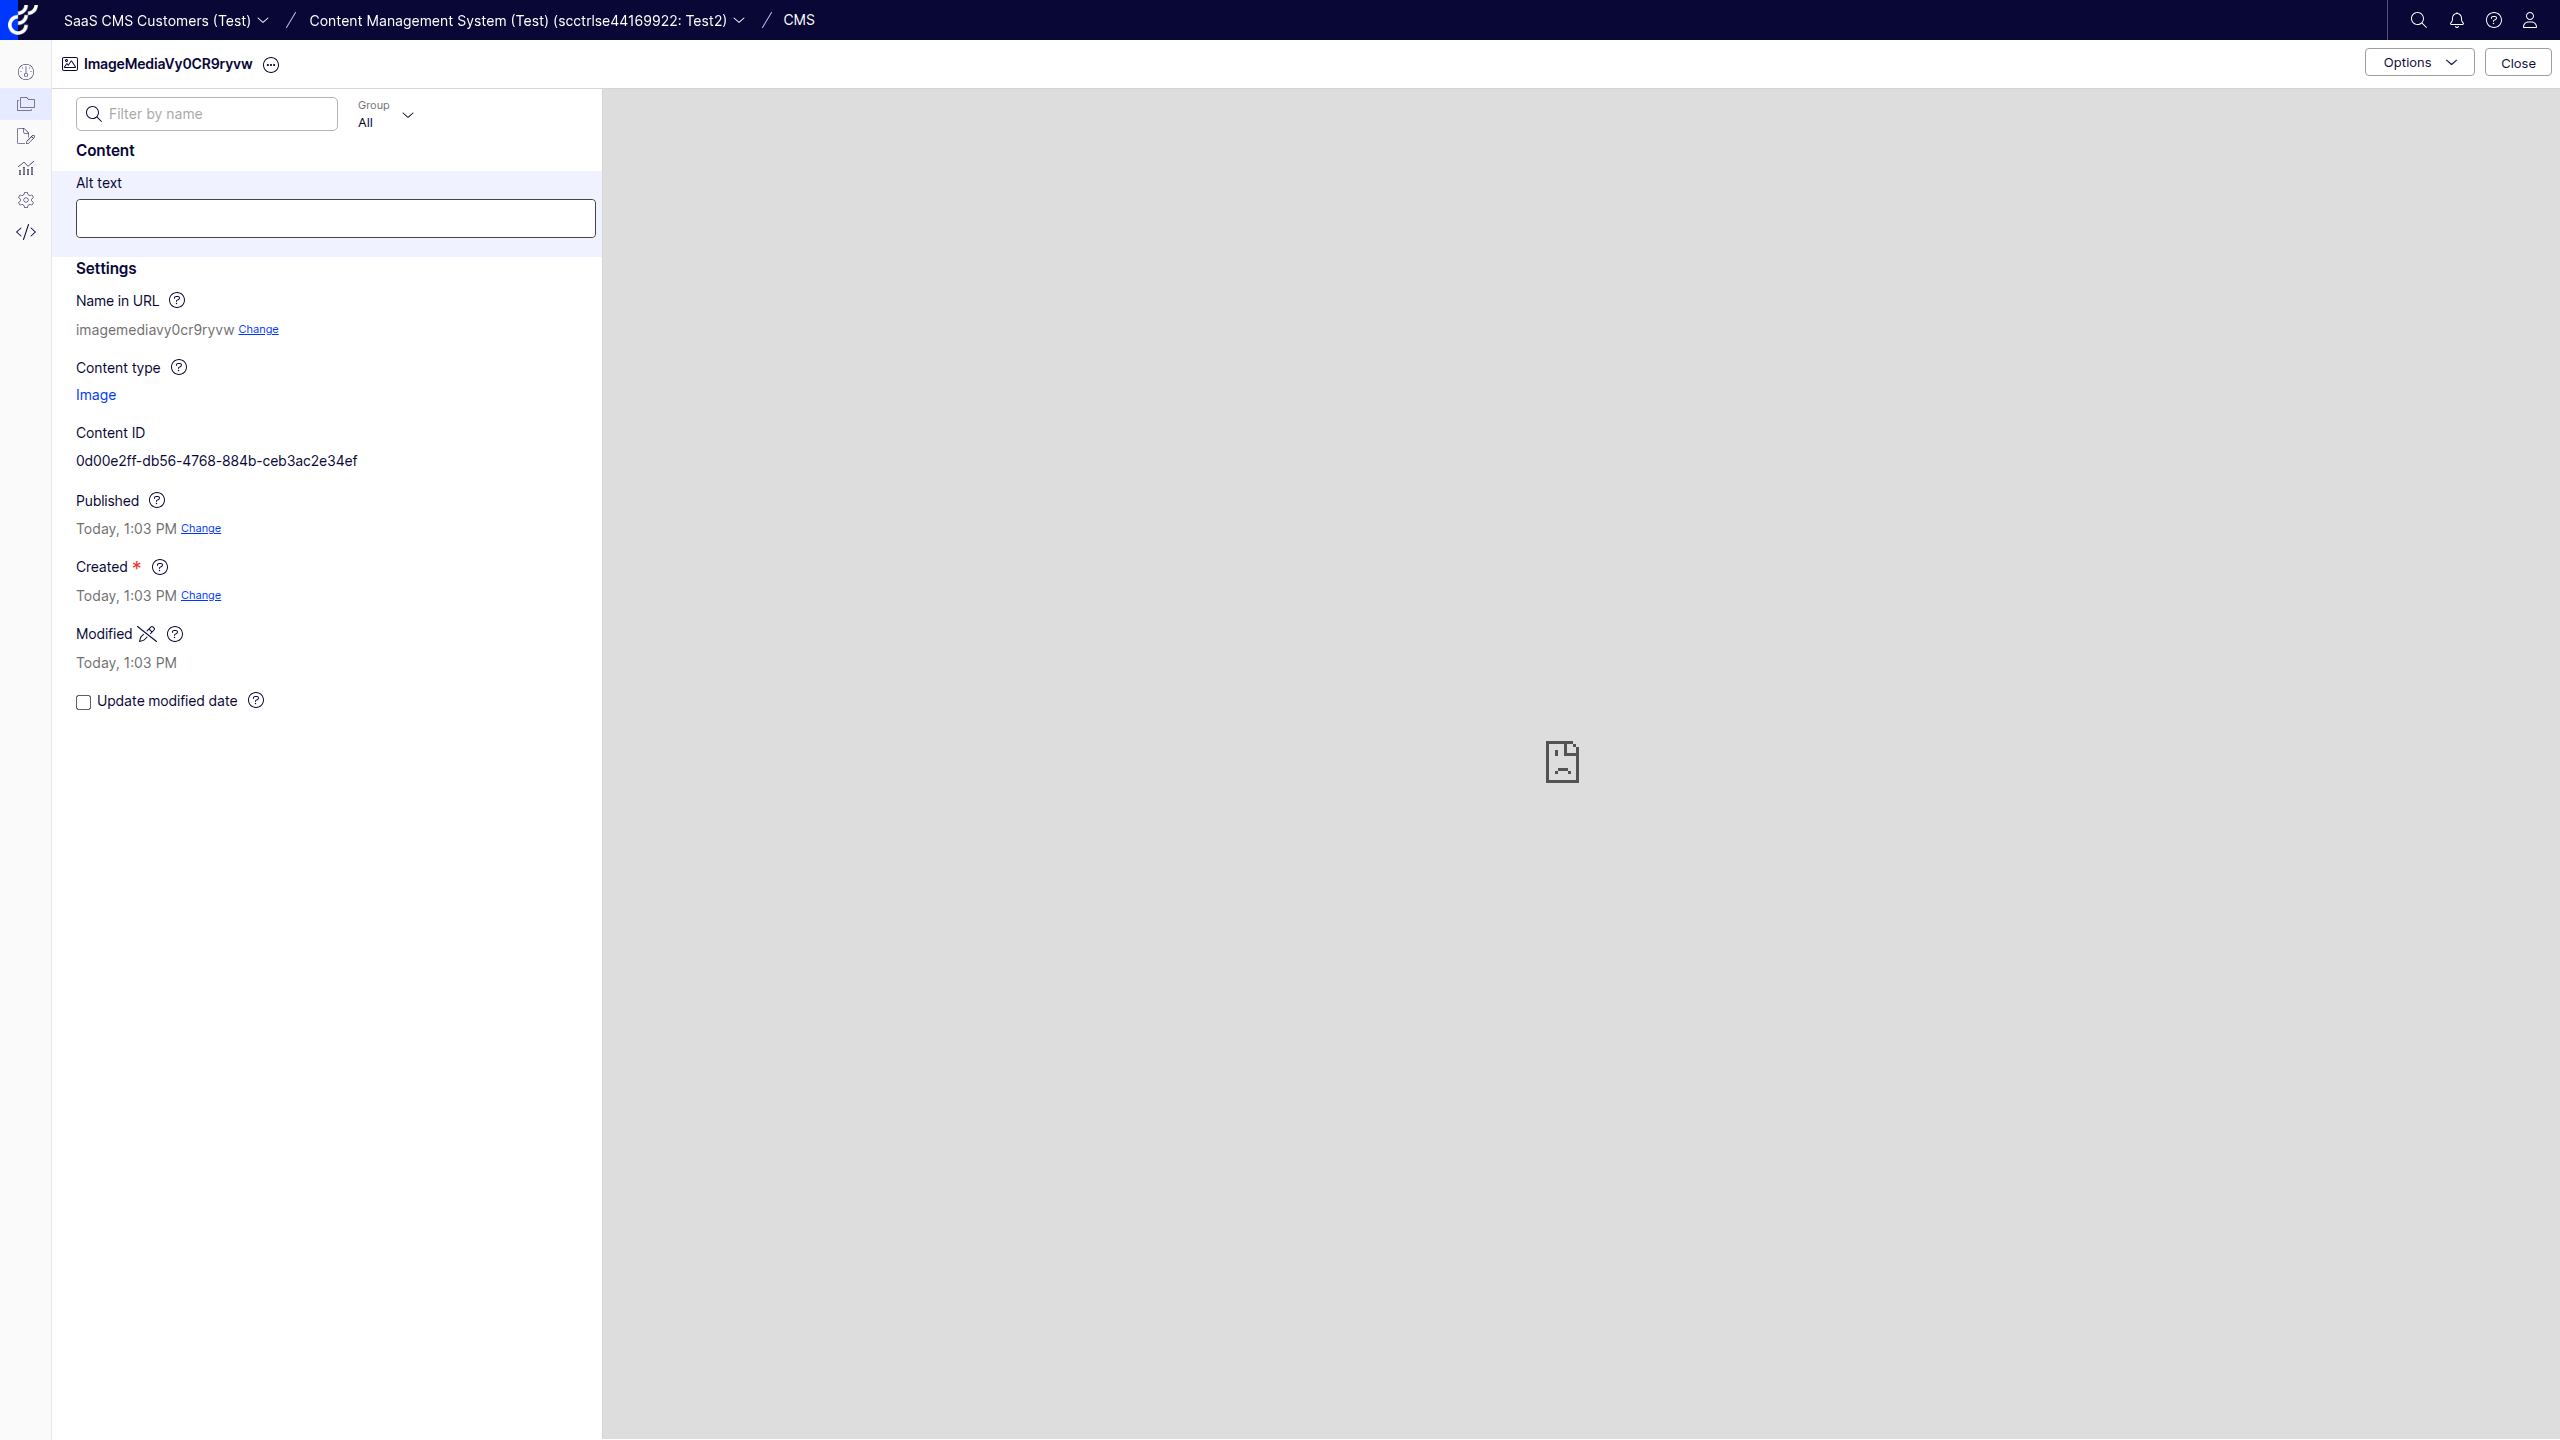 SaaS CMS Customers (Test) / Content Management System (Test) (scctrlse44169922: Test2) / CMS
ImageMediaVy0CR9ryvw
Options
Close
Filter by name
Group
All
Content
Alt text
Settings
Name in URL
imagemediavy0cr9ryvw Change
Content type
Image
Content ID
0d00e2ff-db56-4768-884b-ceb3ac2e34ef
Published
Today, 1:03 PM Change
Created *
Today, 1:03 PM Change
Modified
Today, 1:03 PM
Update modified date